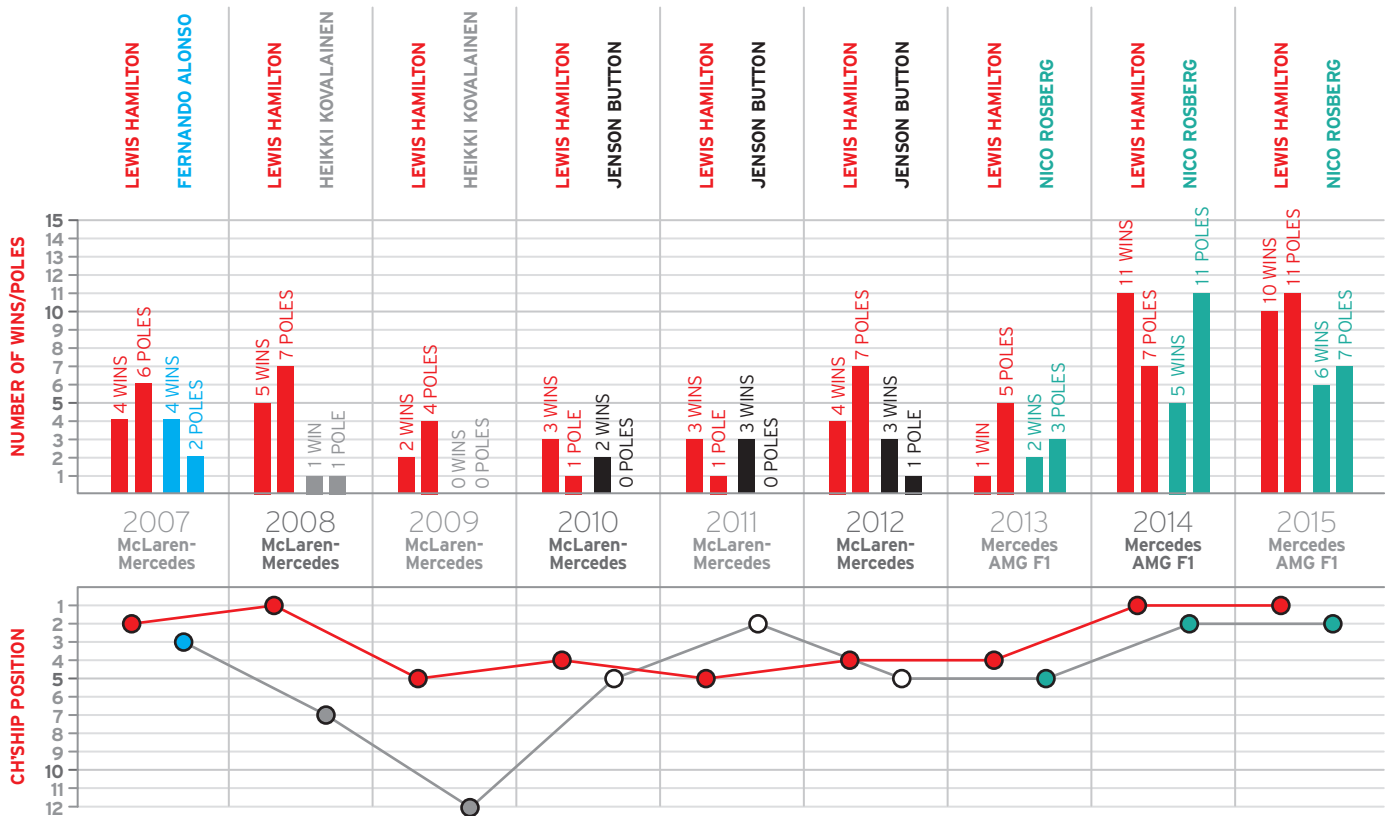 LEWIS HAMILTON
FERNANDO ALONSO
LEWIS HAMILTON
HEIKKI KOVALAINEN
LEWIS HAMILTON
HEIKKI KOVALAINEN
LEWIS HAMILTON
JENSON BUTTON
LEWIS HAMILTON
JENSON BUTTON
LEWIS HAMILTON
JENSON BUTTON
LEWIS HAMILTON
NICO ROSBERG
LEWIS HAMILTON
NICO ROSBERG
LEWIS HAMILTON
NICO ROSBERG
NUMBER OF WINS/POLES
15
14
13
12
11
10
9
8
7
6
5
4
3
2
1
4 WINS
6 POLES
4 WINS
2 POLES
5 WINS
7 POLES
1 WIN
1 POLE
2 WINS
4 POLES
0 WINS
0 POLES
3 WINS
1 POLE
2 WINS
0 POLES
3 WINS
1 POLE
3 WINS
0 POLES
4 WINS
7 POLES
3 WINS
1 POLE
1 WIN
5 POLES
2 WINS
3 POLES
11 WINS
7 POLES
5 WINS
11 POLES
10 WINS
11 POLES
6 WINS
7 POLES
2007
McLaren-
Mercedes
2008
McLaren-
Mercedes
2009
McLaren-
Mercedes
2010
McLaren-
Mercedes
2011
McLaren-
Mercedes
2012
McLaren-
Mercedes
2013
Mercedes
AMG F1
2014
Mercedes
AMG F1
2015
Mercedes
AMG F1
CH'SHIP POSITION
1
2
3
4
5
6
7
8
9
10
11
12